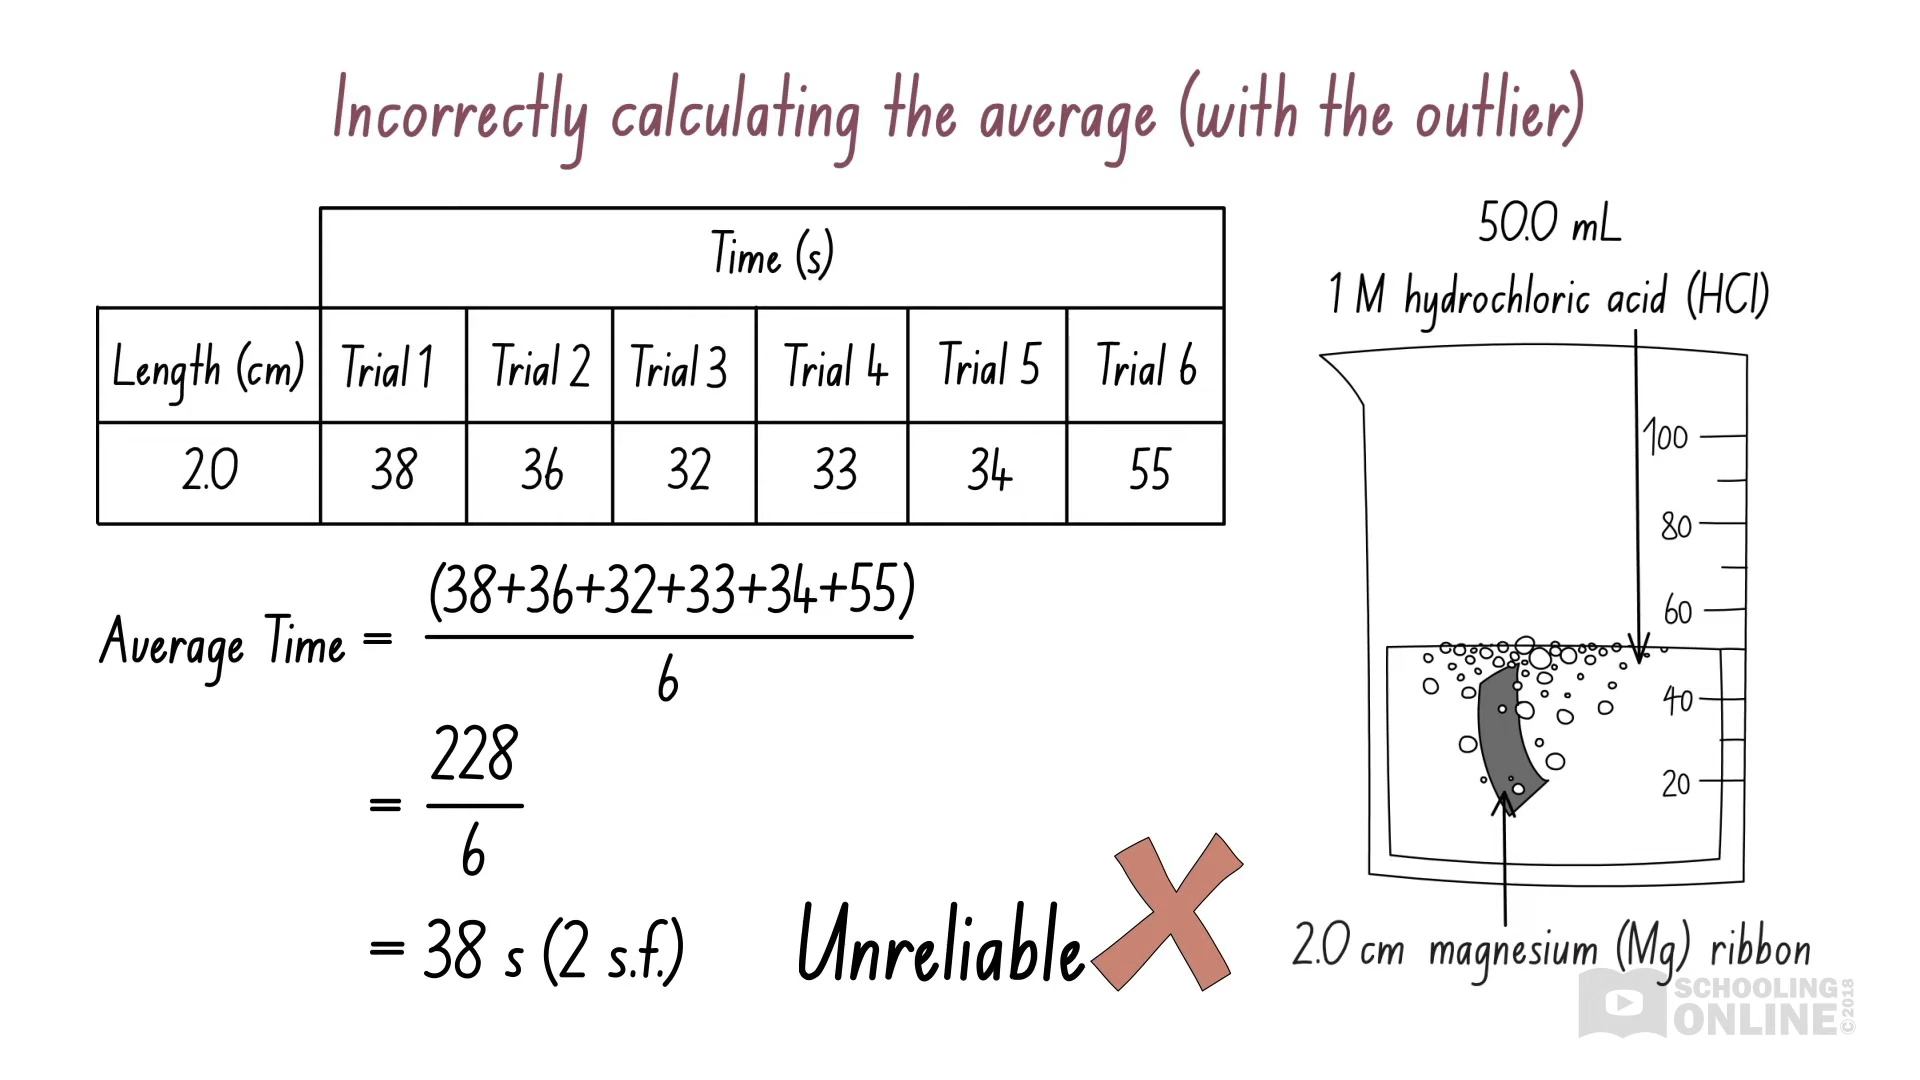 Incorrectly calculating the average (with the outlier)
Time (s)
Length (cm) Trial 1 Trial 2 Trial 3 Trial 4 Trial 5 Trial 6
2.0 38 36 32 33 34 55
Average Time = (38+36+32+33+34+55)
6
= 228
6
= 38 s (2 s.f.)
Unreliable
50.0 mL
1 M hydrochloric acid (HCl)
100
80
60
40
20
2.0 cm magnesium (Mg) ribbon
SCHOOLING
ONLINE
©2018